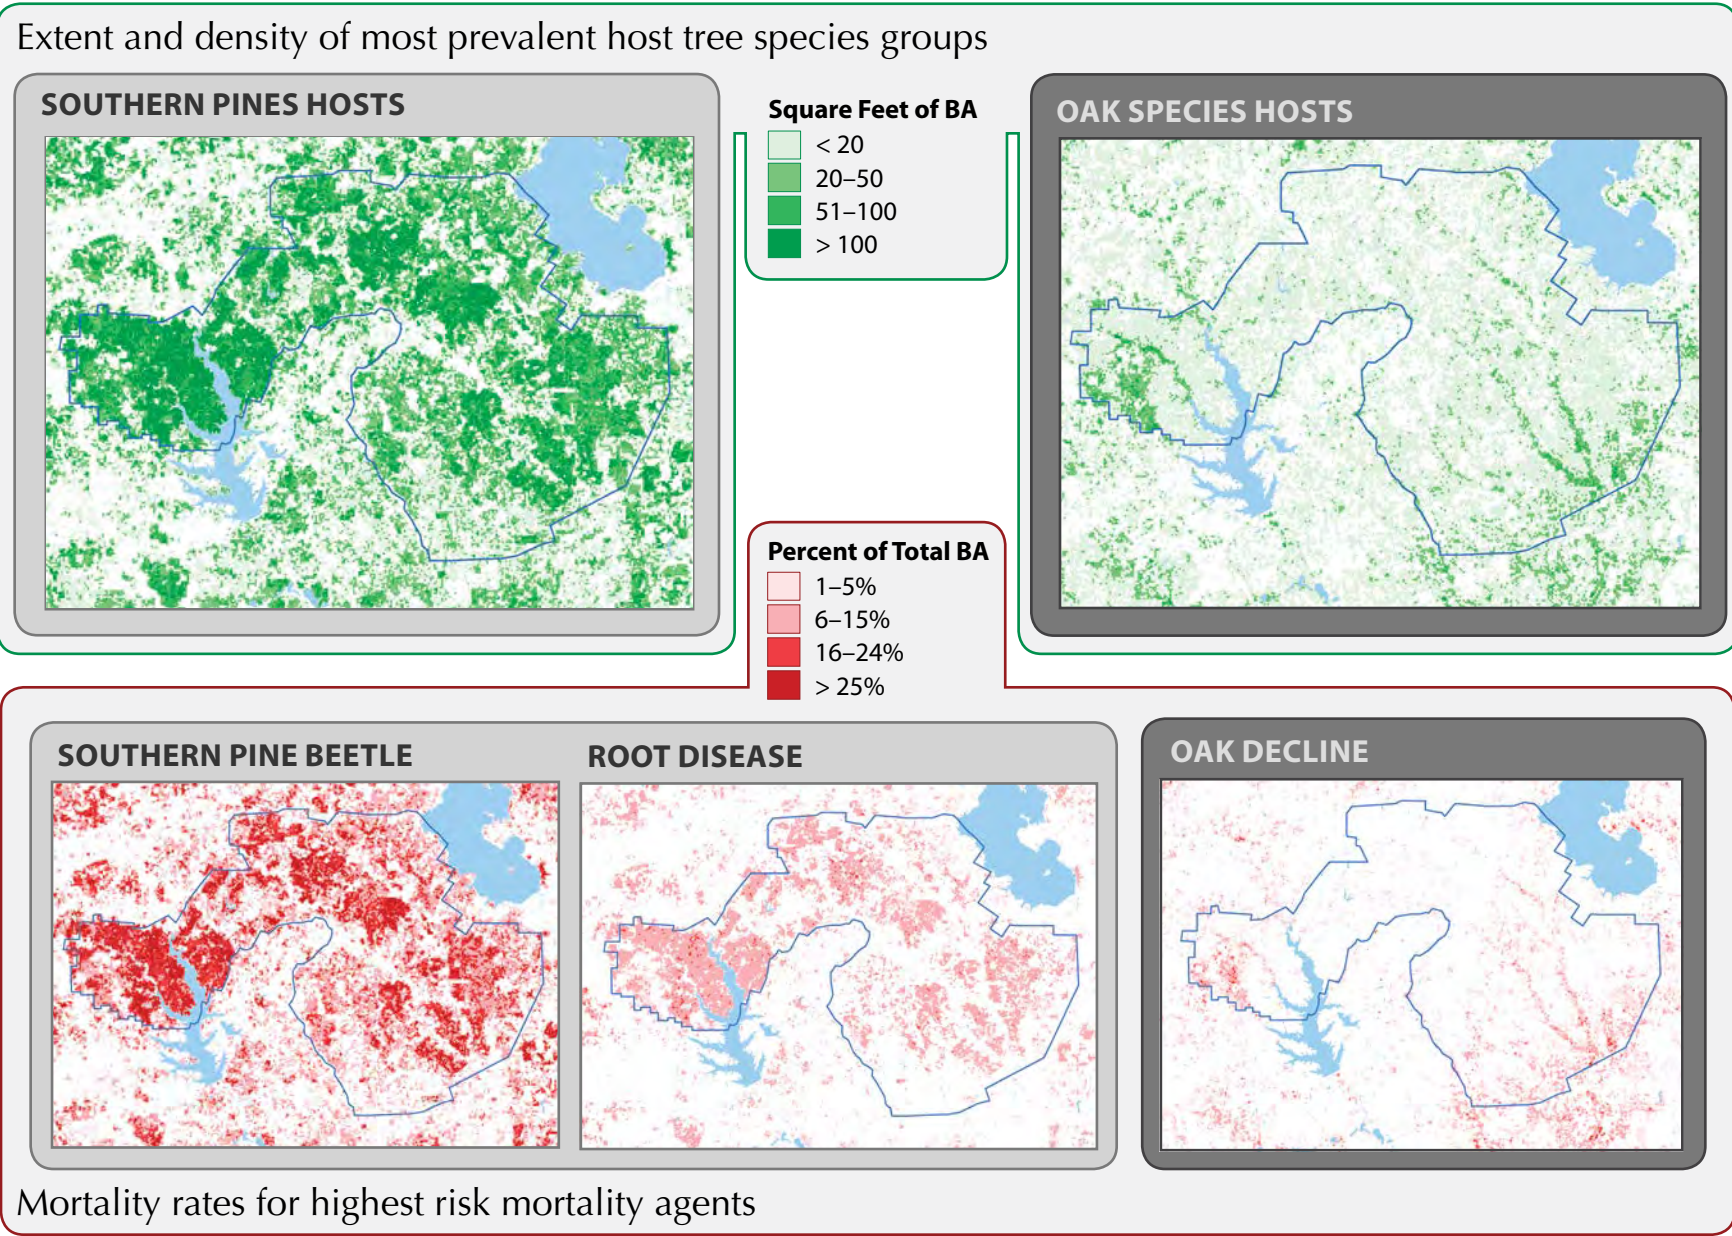 Extent and density of most prevalent host tree species groups
SOUTHERN PINES HOSTS
Square Feet of BA
< 20
20–50
51–100
> 100
OAK SPECIES HOSTS
Percent of Total BA
1–5%
6–15%
16–24%
> 25%
SOUTHERN PINE BEETLE
ROOT DISEASE
OAK DECLINE
Mortality rates for highest risk mortality agents